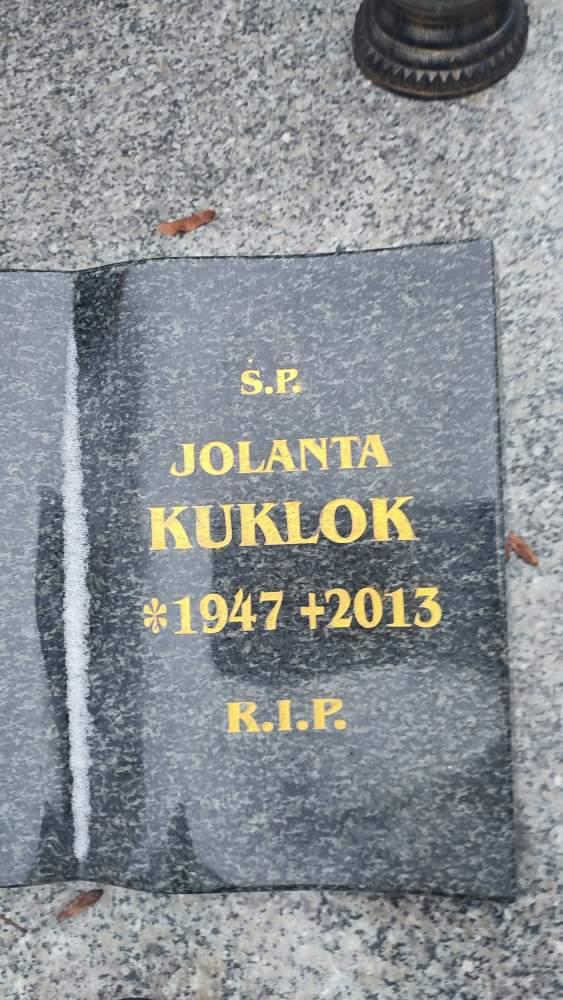 Ś.P.
JOLANTA
KUKLOK
*1947 +2013
R.I.P.